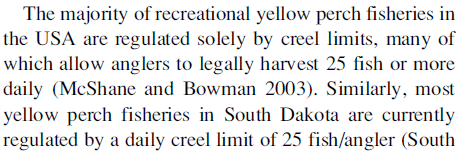 The majority of recreational yellow perch fisheries in
the USA are regulated solely by creel limits, many of
which allow anglers to legally harvest 25 fish or more
daily (McShane and Bowman 2003). Similarly, most
yellow perch fisheries in South Dakota are currently
regulated by a daily creel limit of 25 fish/angler (South